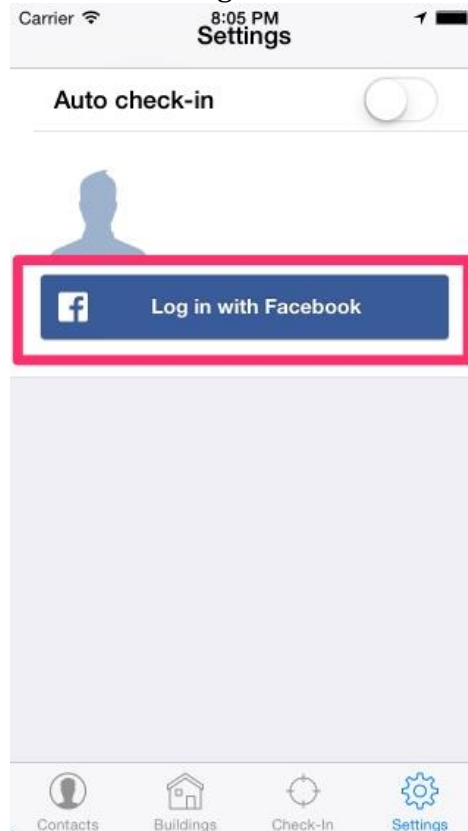 Carrier 8:05 PM
Settings
Auto check-in
f Log in with Facebook
Contacts Buildings Check-In Settings